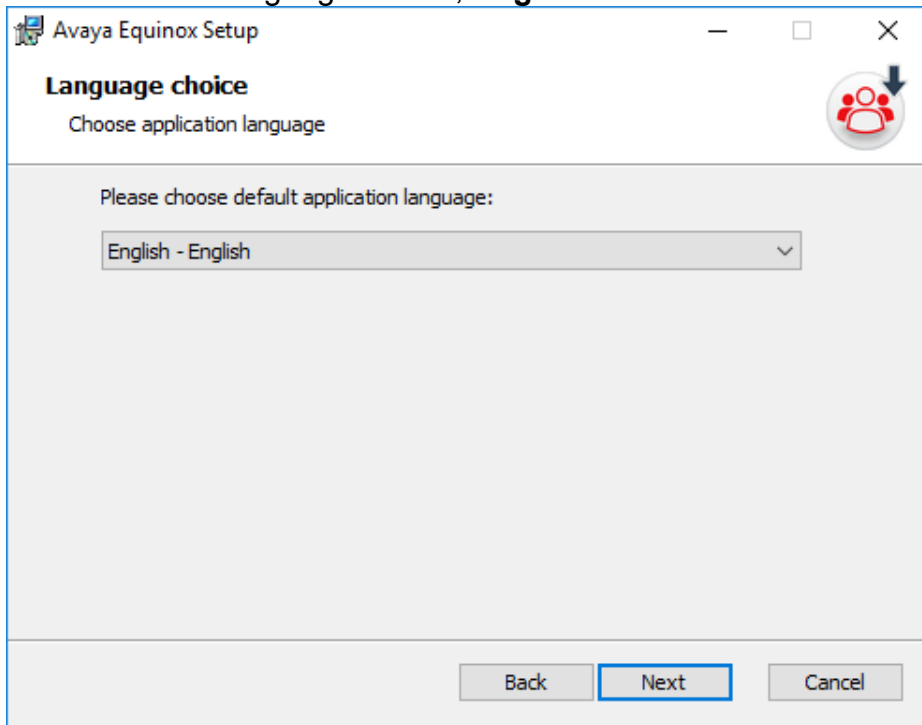 Avaya Equinox Setup
Language choice
Choose application language
Please choose default application language:
English - English
Back Next Cancel